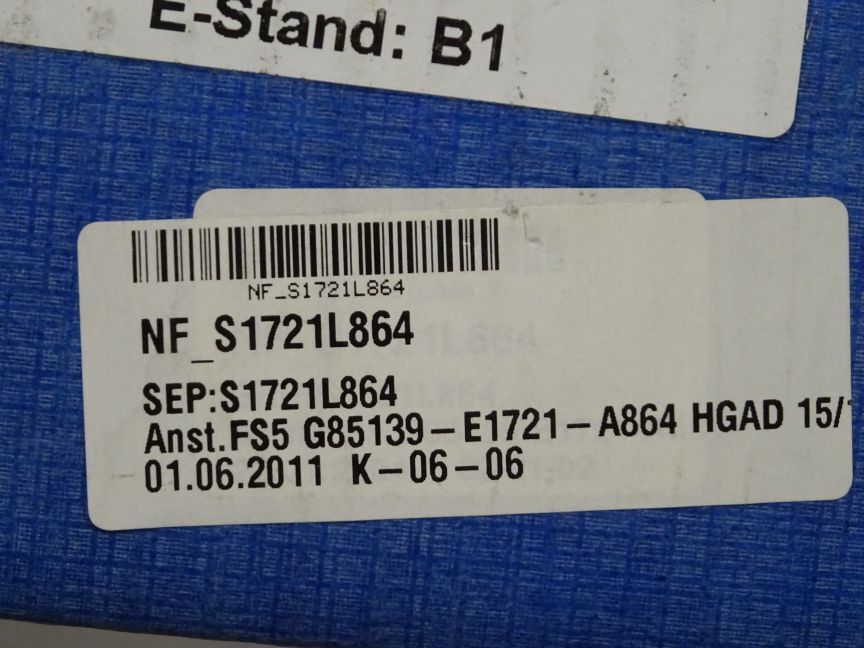 E-Stand: B1
NF_S1721L864
NF_S1721L864
SEP:S1721L864
Anst.FS5 G85139-E1721-A864 HGAD 15/
01.06.2011 K-06-06